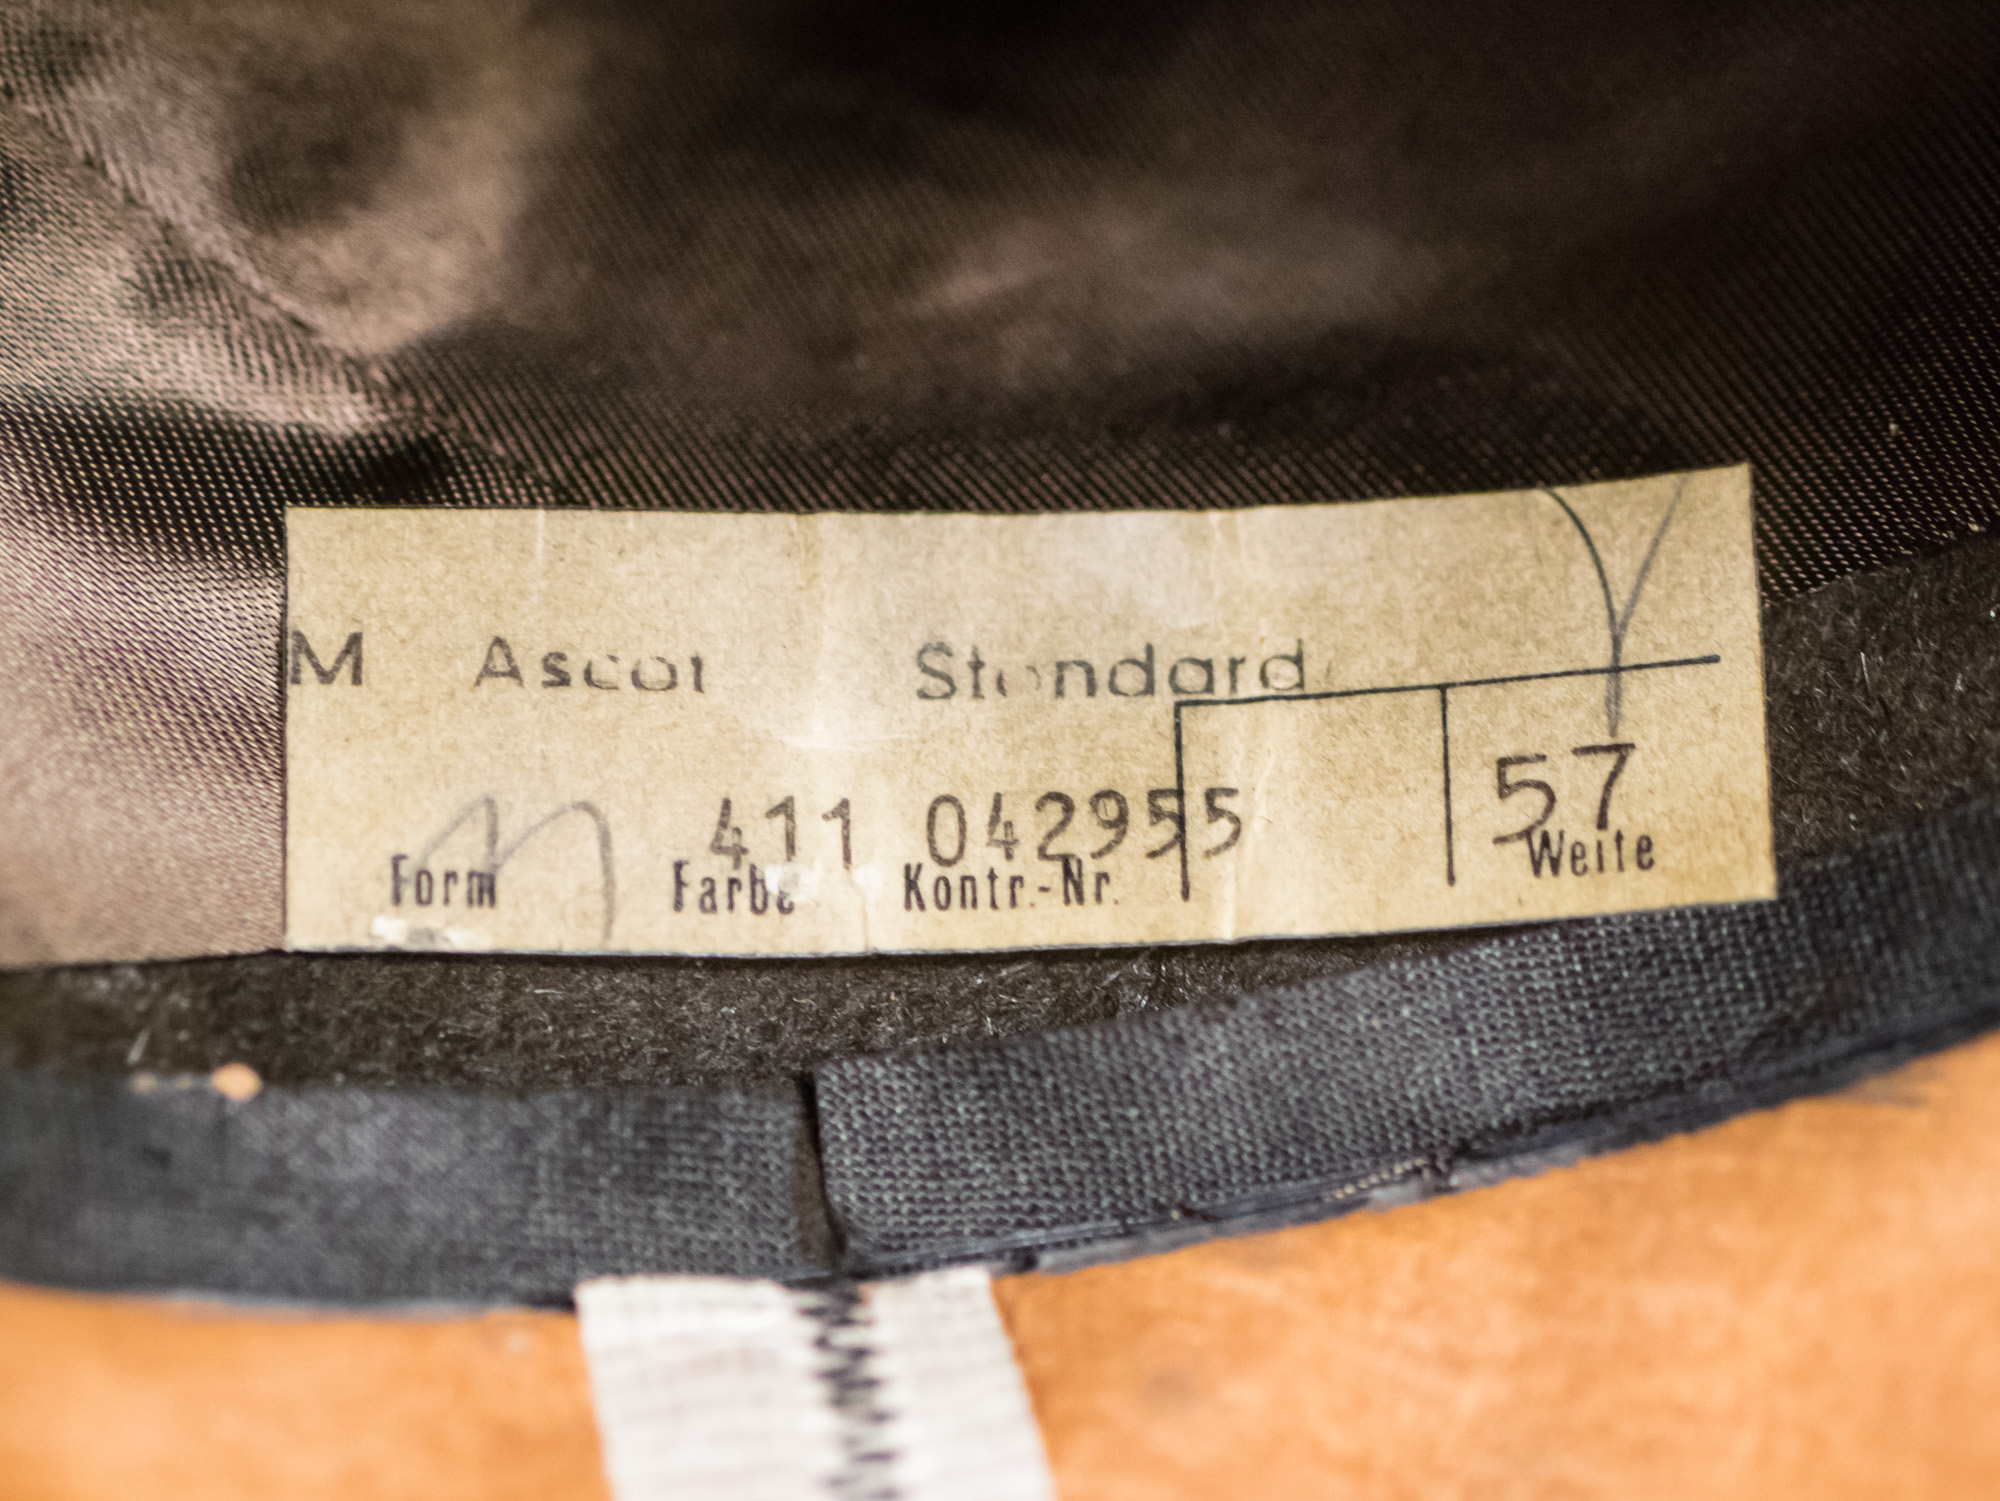 M Ascot Standard
411 042955 57
Form Farbe Kontr.-Nr. Weite